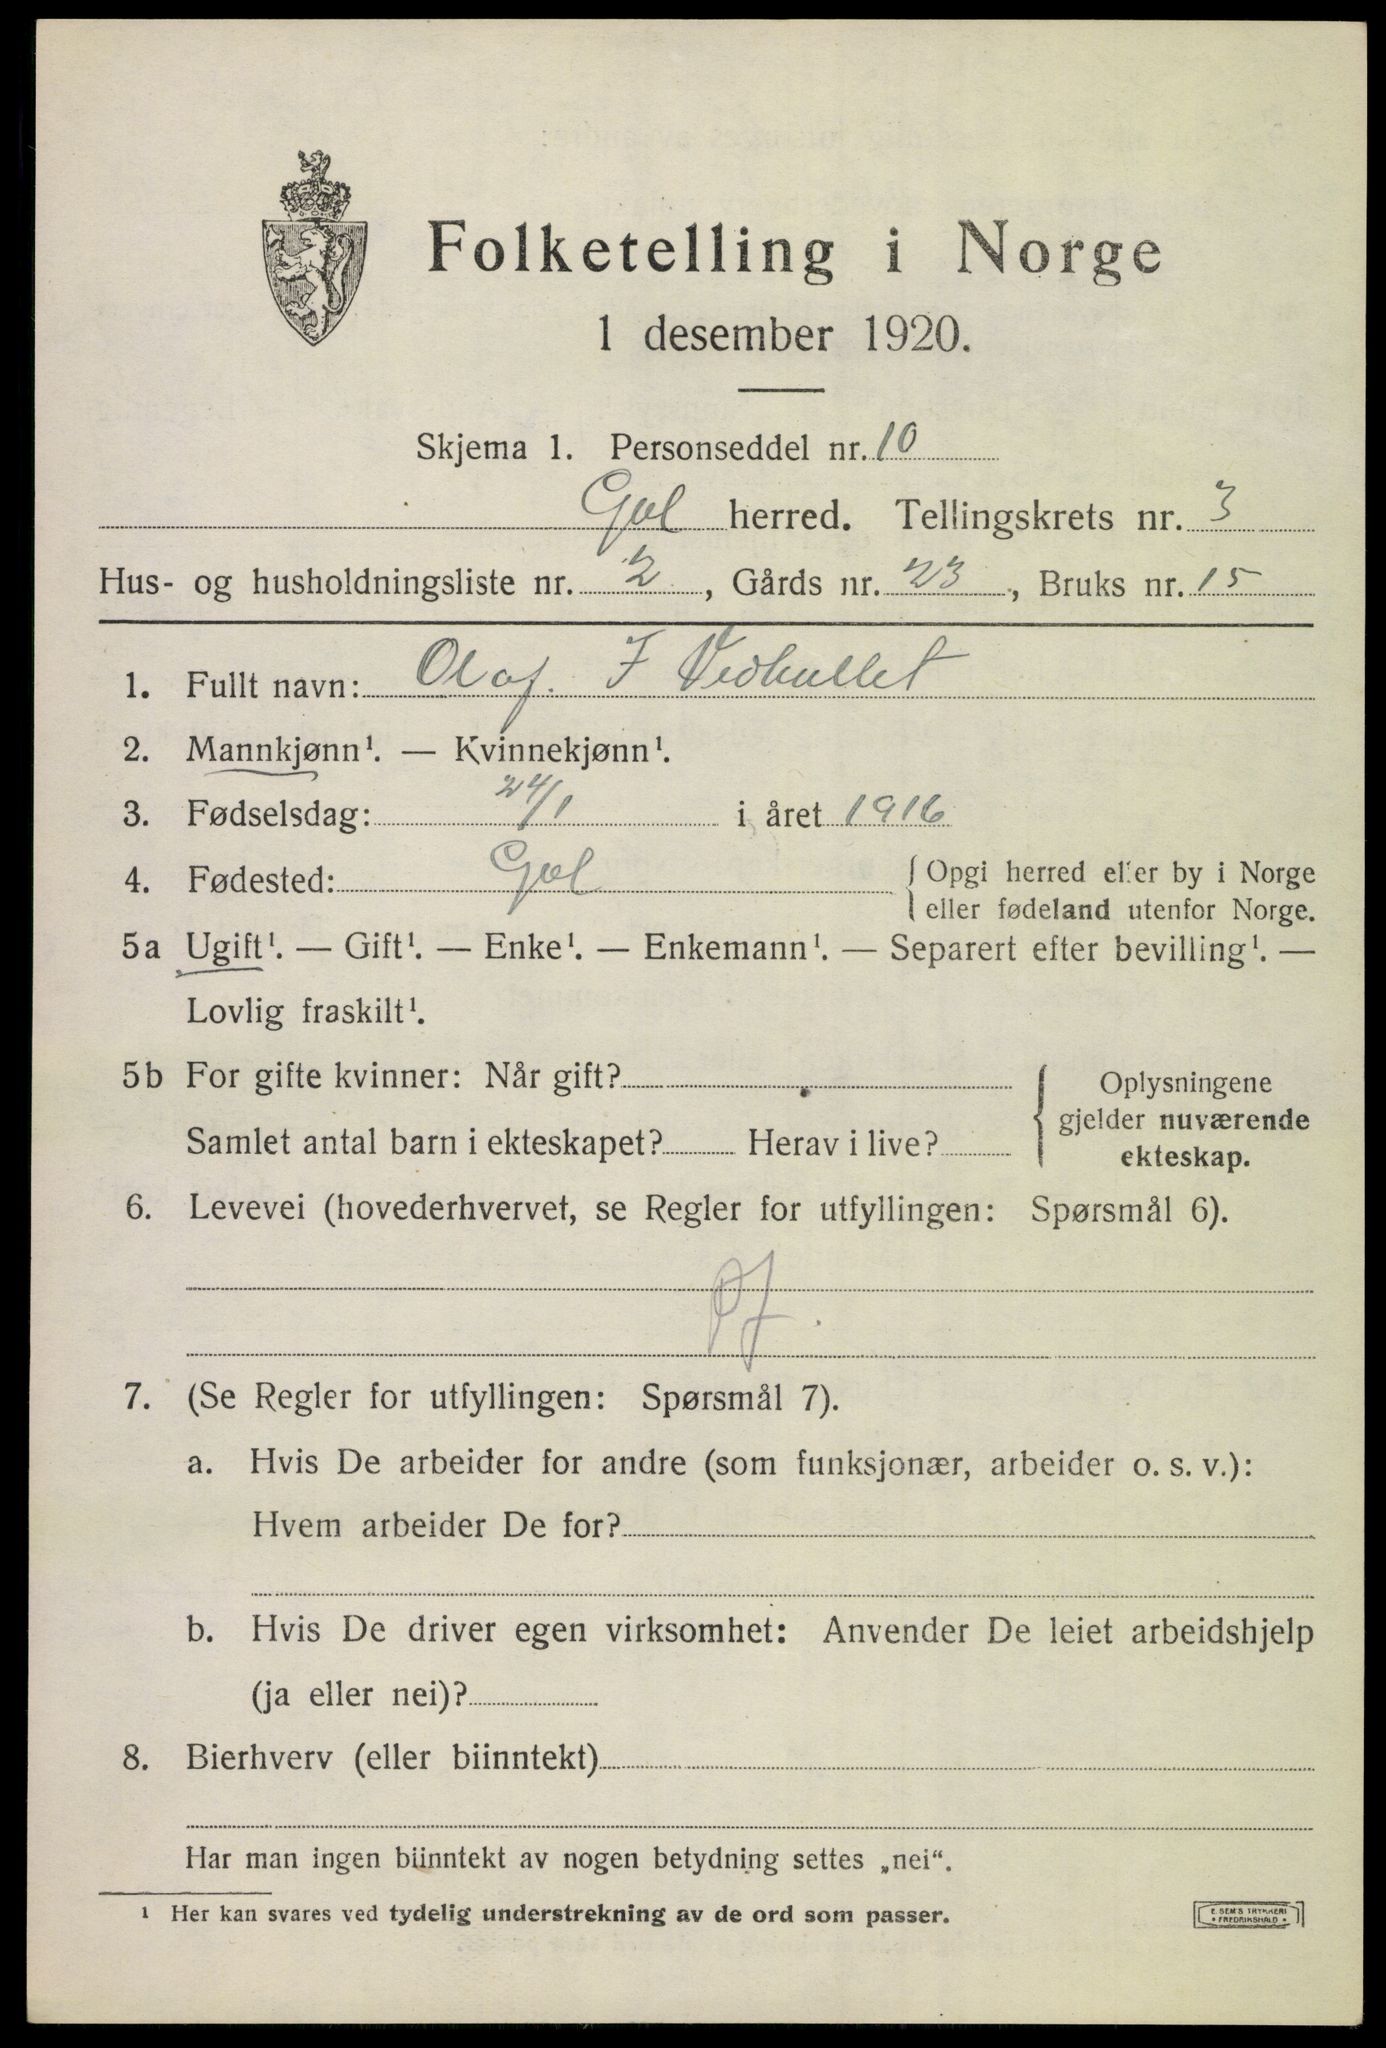 Folketelling i Norge
1 desember 1920.
Skjema 1. Personseddel nr. 10
Gol herred. Tellingskrets nr. 3
Hus- og husholdningsliste nr. 2, Gårds nr. 23, Bruks nr. 15
1. Fullt navn: Olaf. I Vedhullet
2. Mannkjønn¹. — Kvinnekjønn¹.
3. Fødselsdag: 24/1 i året 1916
4. Fødested: Gol { Opgi herred eller by i Norge
eller fødeland utenfor Norge.
5a Ugift¹. — Gift¹. — Enke¹. — Enkemann¹. — Separert efter bevilling¹. —
Lovlig fraskilt¹.
5b For gifte kvinner: Når gift? { Oplysningene
gjelder nuværende
Samlet antal barn i ekteskapet? Herav i live?
ekteskap.
6. Levevei (hovederhvervet, se Regler for utfyllingen: Spørsmål 6).
7. (Se Regler for utfyllingen: Spørsmål 7).
a. Hvis De arbeider for andre (som funksjonær, arbeider o. s. v.):
Hvem arbeider De for?
b. Hvis De driver egen virksomhet: Anvender De leiet arbeidshjelp
(ja eller nei)?
8. Bierhverv (eller biinntekt)
Har man ingen biinntekt av nogen betydning settes „nei“.
¹ Her kan svares ved tydelig understrekning av de ord som passer.
E. SEM'S TRYKKERI
• FREDRIKSHALD •